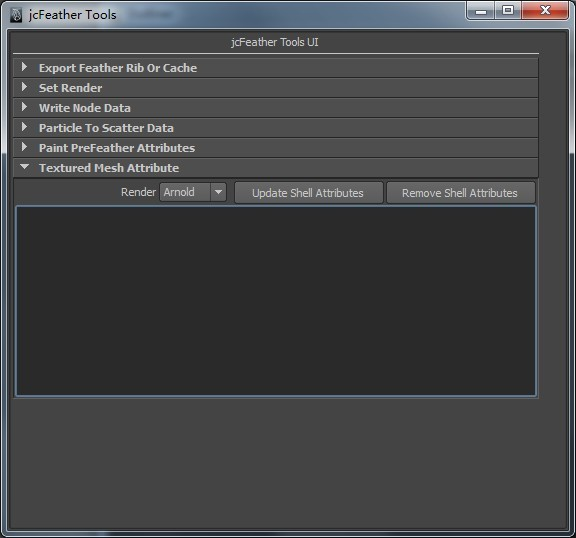 jcFeather Tools
jcFeather Tools UI
Export Feather Rib Or Cache
Set Render
Write Node Data
Particle To Scatter Data
Paint PreFeather Attributes
Textured Mesh Attribute
Render Arnold Update Shell Attributes Remove Shell Attributes